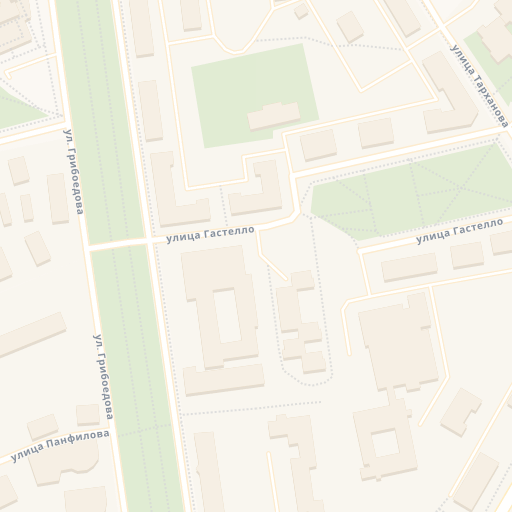 улица Тарханова
ул. Грибоедова
улица Гастелло
улица Гастелло
ул. Грибоедова
улица Панфилова